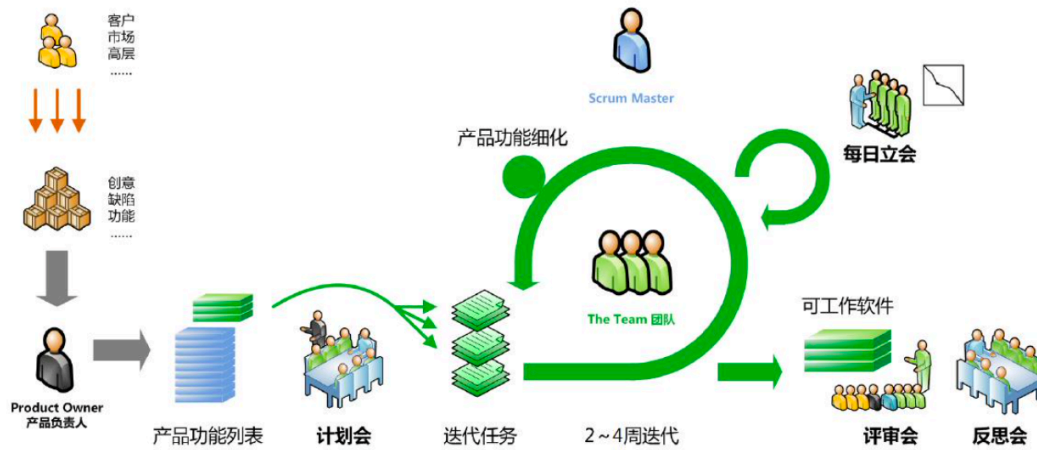 客户
市场
高层
......
创意
缺陷
功能
......
Product Owner
产品负责人
产品功能列表
计划会
迭代任务
2~4周迭代
产品功能细化
Scrum Master
The Team 团队
每日立会
可工作软件
评审会
反思会